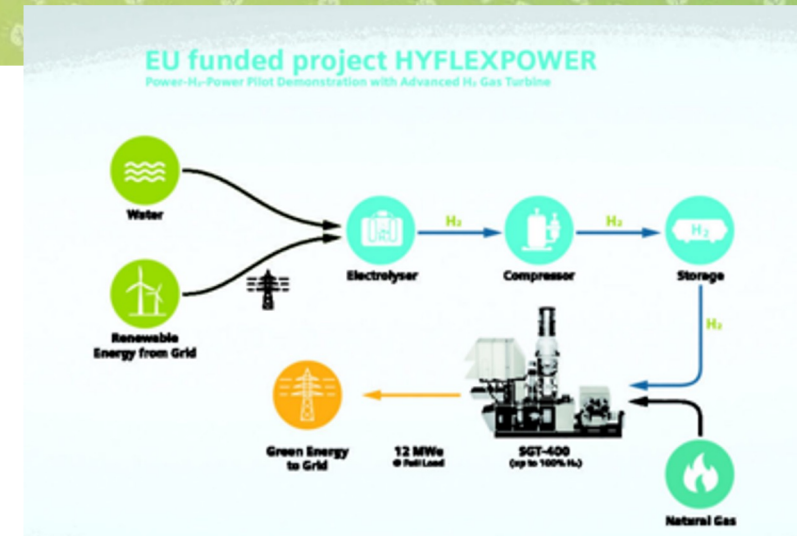 EU funded project HYFLEXPOWER
Power-H₂-Power Pilot Demonstration with Advanced H₂ Gas Turbine
Water
Renewable
Energy from Grid
Electrolyser
H₂
Compressor
H₂
Storage
H₂
H₂
Green Energy
to Grid
12 MWe
@ Full Load
SGT-400
(up to 100% H₂)
Natural Gas